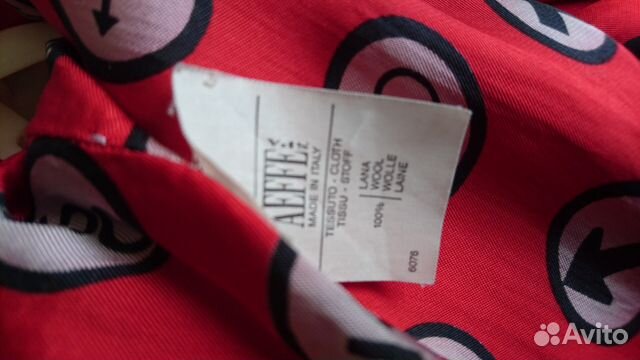 AEFFE
MADE IN ITALY
TESSUTO - CLOTH
TISSU - STOFF
100%
LANA
WOOL
WOLLE
LAINE
6076
Avito